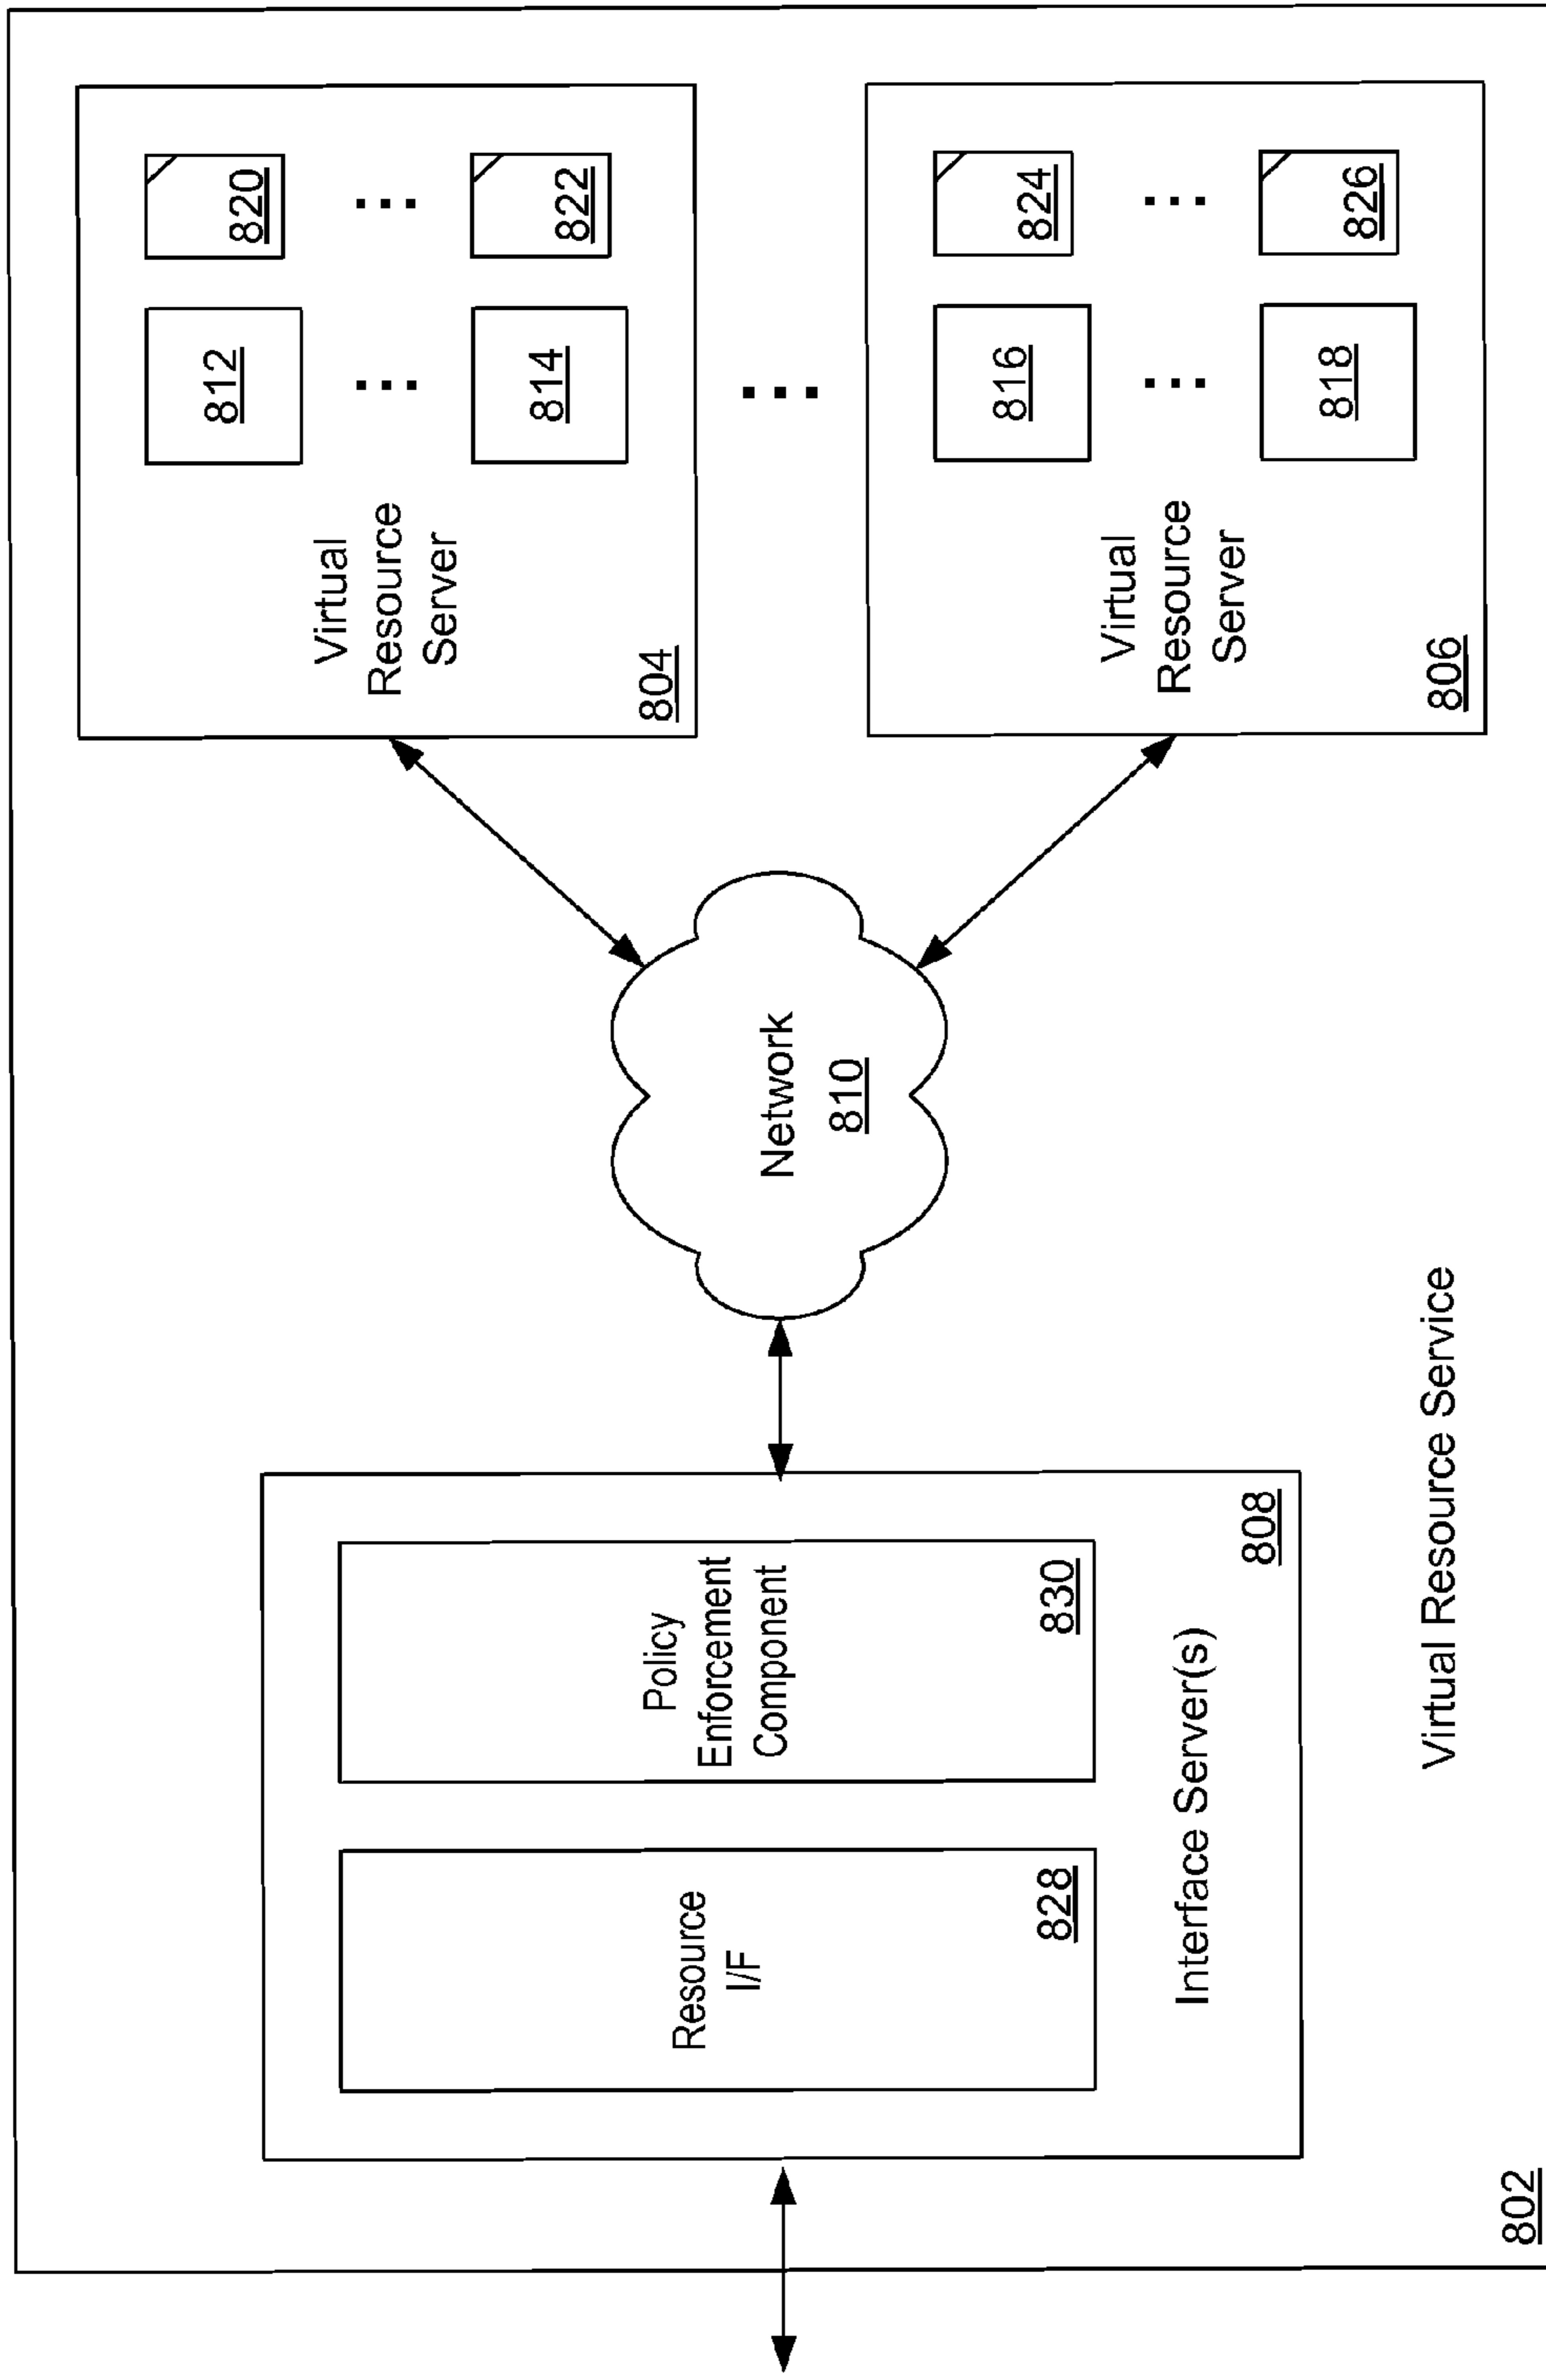 Resource
I/F
828
Policy
Enforcement
Component
830
Interface Server(s)
808
Network
810
Virtual
Resource
Server
804
812
814
820
822
Virtual
Resource
Server
806
816
818
824
826
Virtual Resource Service
802